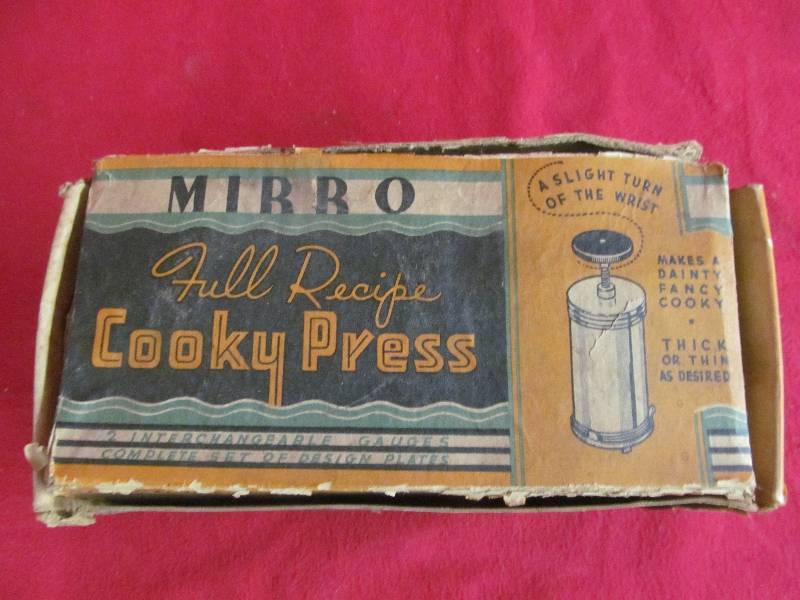 MIRRO
Full Recipe
Cooky Press
2 INTERCHANGEABLE GAUGES
COMPLETE SET OF DESIGN PLATES
A SLIGHT TURN
OF THE WRIST
MAKES A
DAINTY
FANCY
COOKY
•
THICK
OR THIN
AS DESIRED